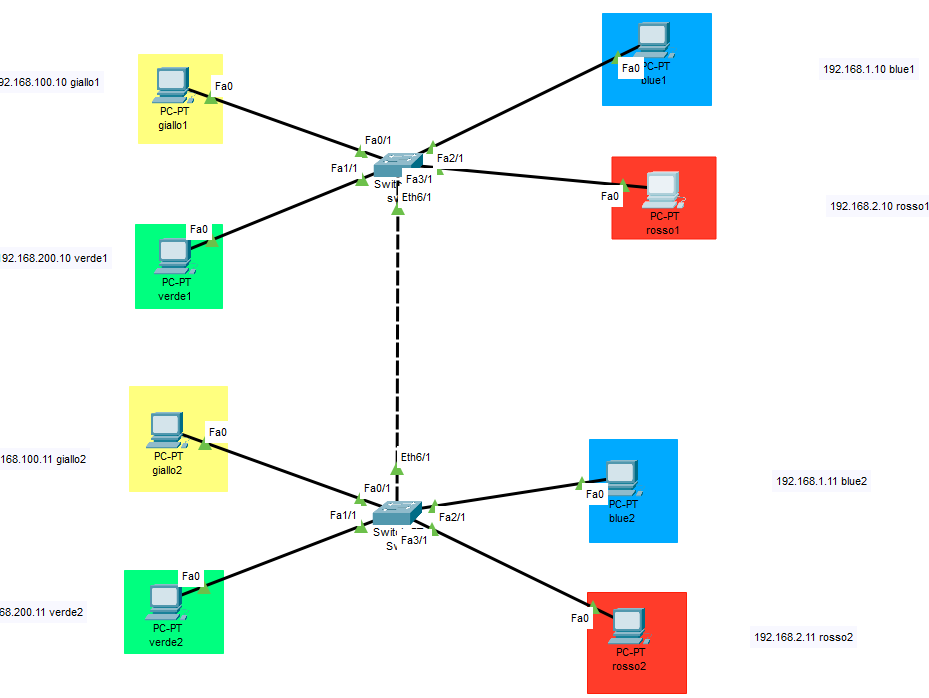 92.168.100.10 giallo1
Fa0
PC-PT
giallo1
Fa0
PC-PT
blue1
192.168.1.10 blue1
Fa0/1
Fa1/1
Fa2/1
Fa3/1
Eth6/1
Fa0
PC-PT
rosso1
192.168.2.10 rosso1
192.168.200.10 verde1
Fa0
PC-PT
verde1
168.100.11 giallo2
Fa0
PC-PT
giallo2
Eth6/1
Fa0/1
Fa1/1
Fa2/1
Fa3/1
Fa0
PC-PT
blue2
192.168.1.11 blue2
68.200.11 verde2
Fa0
PC-PT
verde2
Fa0
PC-PT
rosso2
192.168.2.11 rosso2